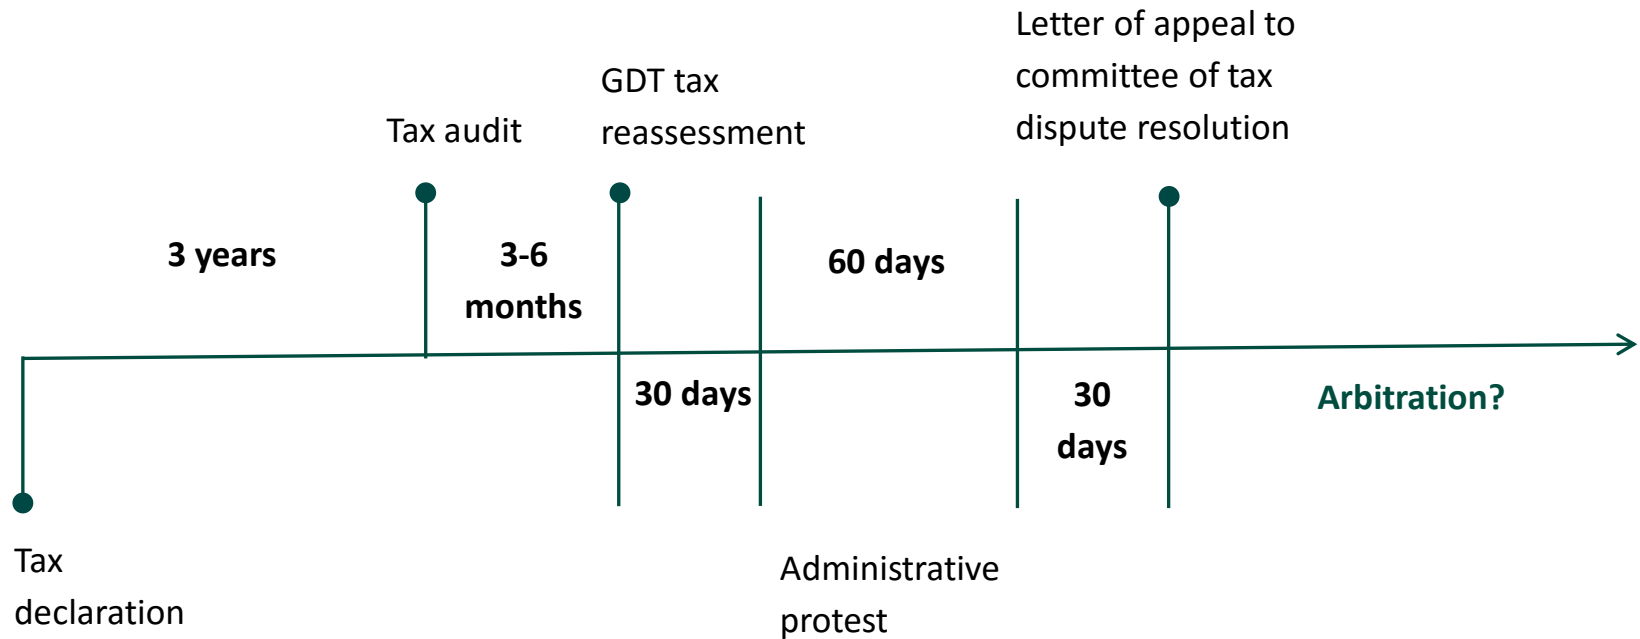 Letter of appeal to
committee of tax
dispute resolution
GDT tax
reassessment
Tax audit
3 years
3-6
months
60 days
30 days
30
days
Arbitration?
Tax
declaration
Administrative
protest